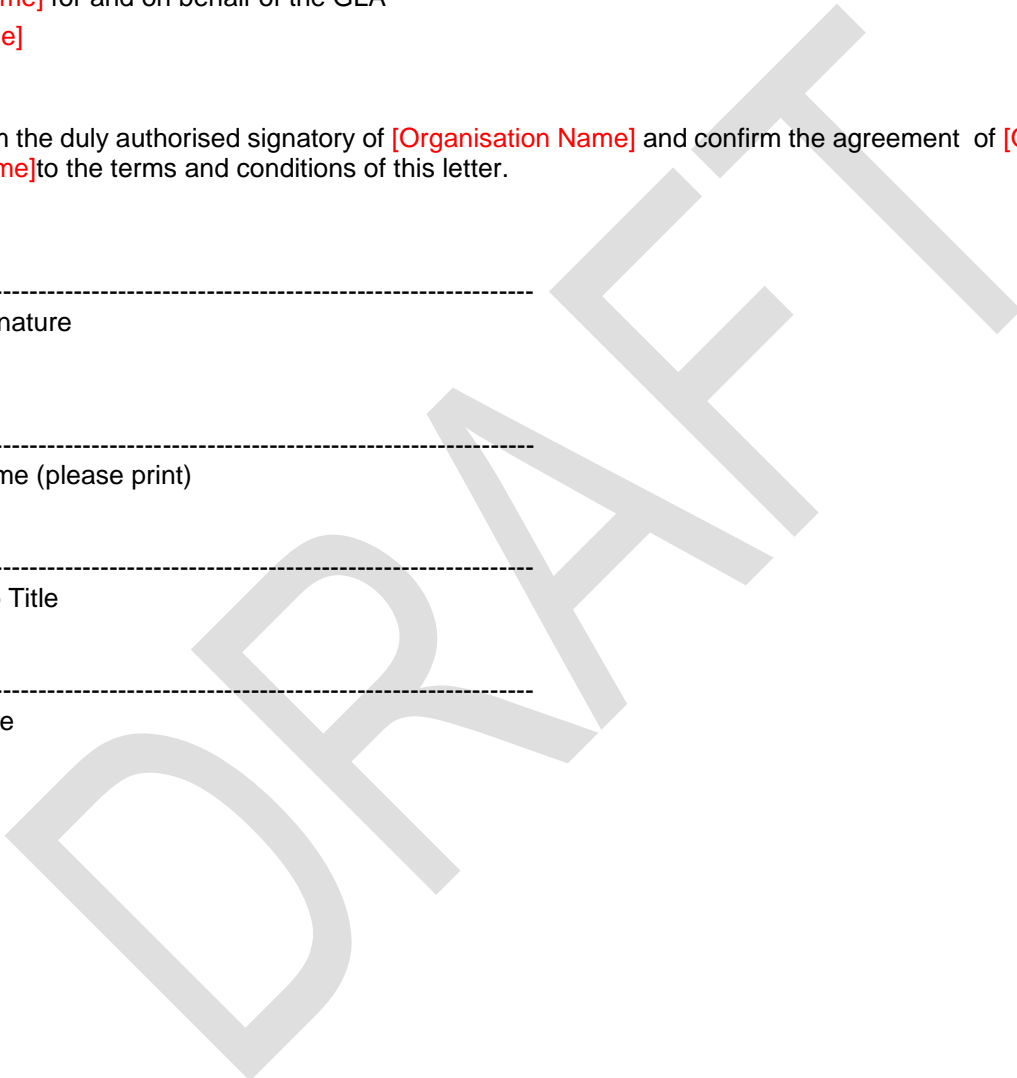 me] for and on behalf of the GLA
e]
the duly authorised signatory of [Organisation Name] and confirm the agreement of [
me]to the terms and conditions of this letter.
------------------------------------------------------------
nature
------------------------------------------------------------
me (please print)
------------------------------------------------------------
Title
------------------------------------------------------------
e
DRAFT